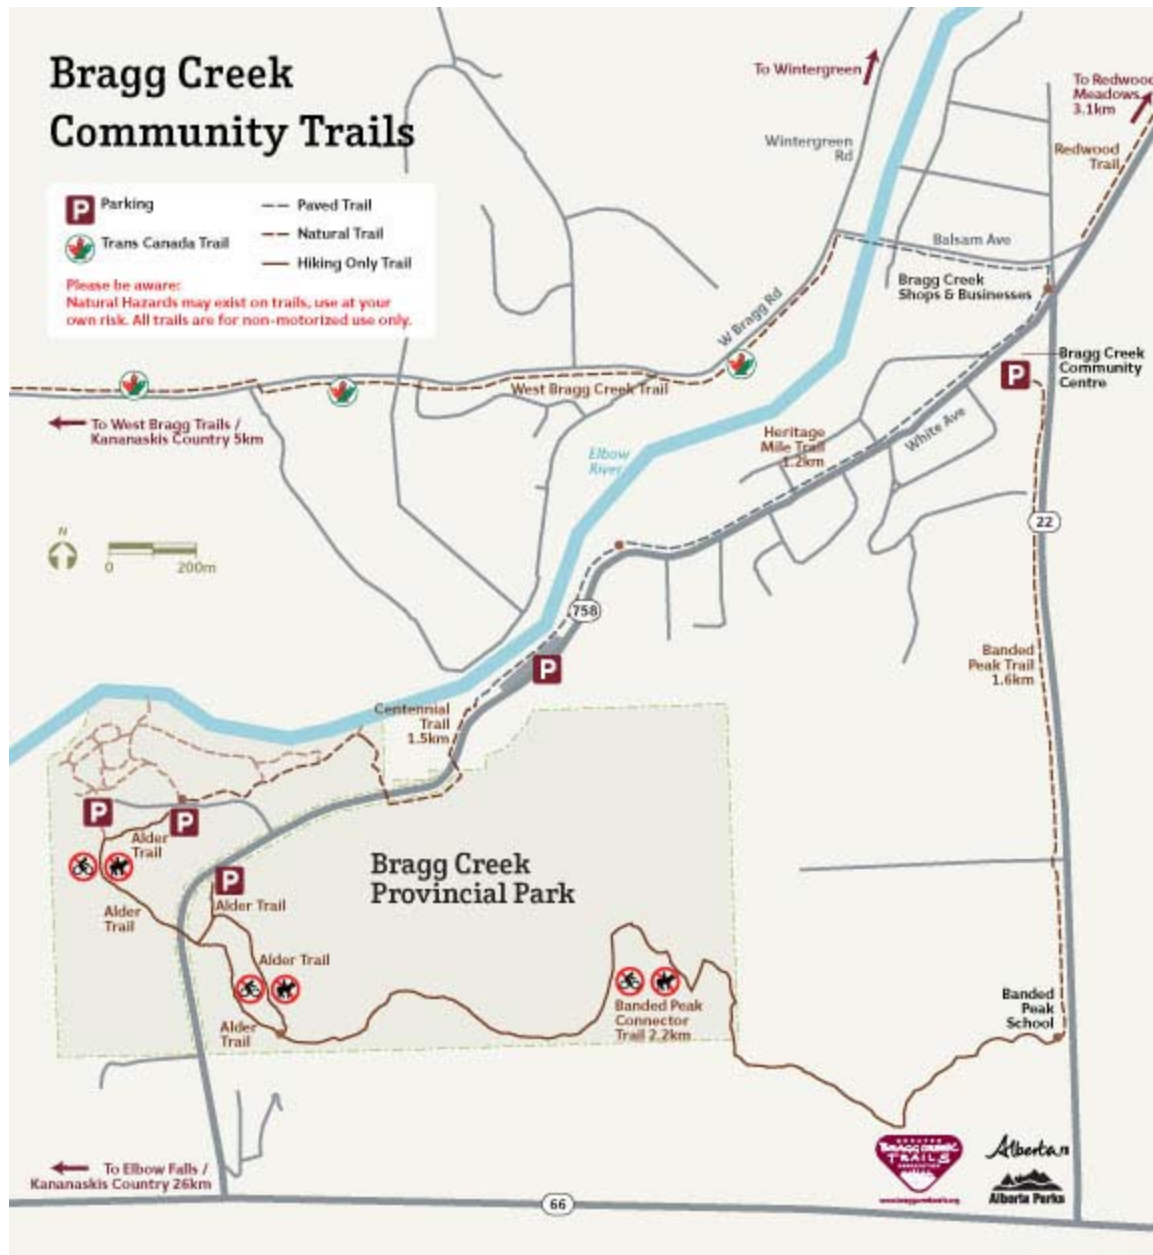 Bragg Creek
Community Trails
P Parking
Trans Canada Trail
Paved Trail
Natural Trail
Hiking Only Trail
Please be aware:
Natural Hazards may exist on trails, use at your
own risk. All trails are for non-motorized use only.
To Wintergreen
To Redwood
Meadows
3.1km
Wintergreen
Rd
Redwood
Trail
Balsam Ave
Bragg Creek
Shops & Businesses
W Bragg Rd
Bragg Creek
Community
Centre
P
West Bragg Creek Trail
To West Bragg Trails /
Kananaskis Country 5km
Heritage
Mile Trail
1.2km
White Ave
Elbow
River
N
0 200m
22
758
P
Banded
Peak Trail
1.6km
Centennial
Trail
1.5km
P
P
Alder
Trail
Bragg Creek
Provincial Park
P
Alder Trail
Alder
Trail
Alder Trail
Alder
Trail
Banded Peak
Connector
Trail 2.2km
Banded
Peak
School
To Elbow Falls /
Kananaskis Country 26km
66
GREATER
BRAGG CREEK
TRAILS
ASSOCIATION
Alberta
Alberta Parks